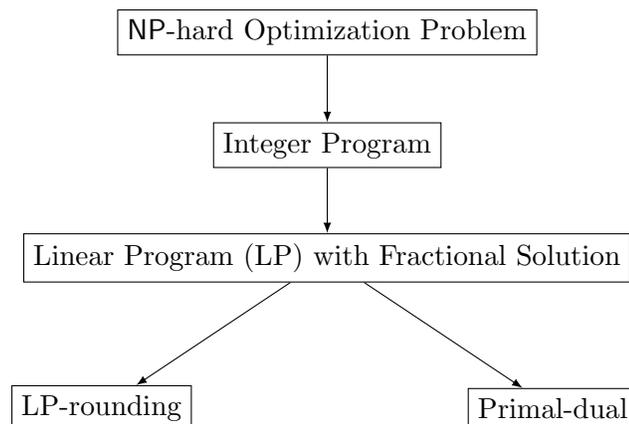 NP-hard Optimization Problem
Integer Program
Linear Program (LP) with Fractional Solution
LP-rounding
Primal-dual